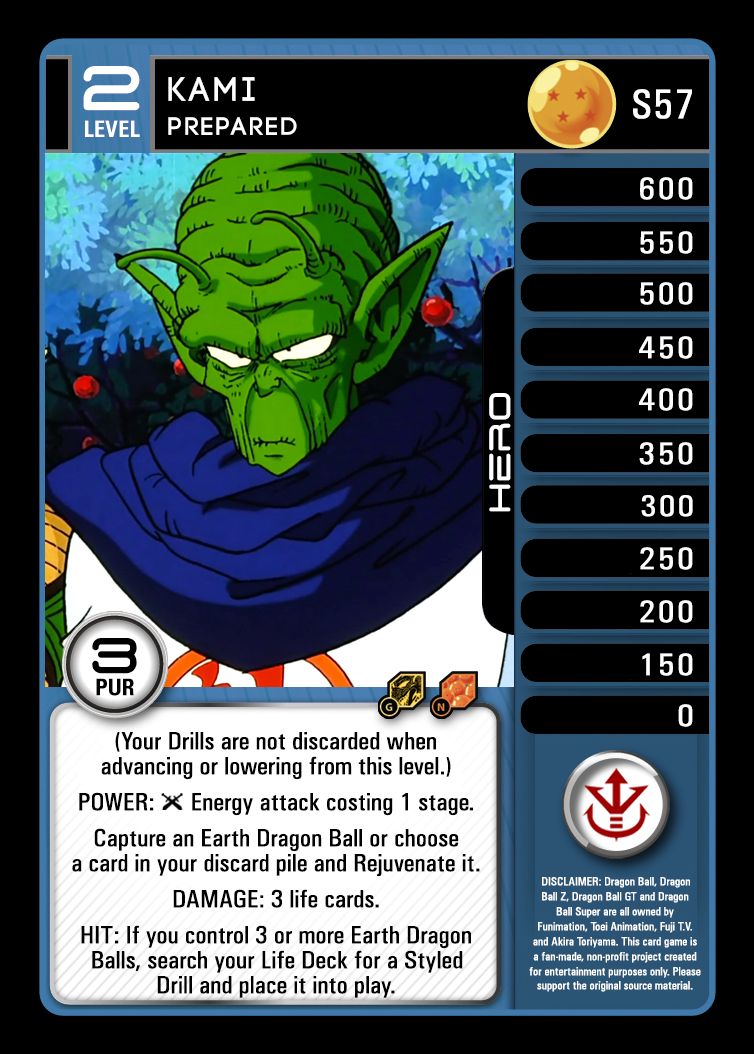 2
LEVEL
KAMI
PREPARED
S57
600
550
500
450
400
350
300
250
200
150
0
HERO
3
PUR
G
N
(Your Drills are not discarded when
advancing or lowering from this level.)
POWER: Energy attack costing 1 stage.
Capture an Earth Dragon Ball or choose
a card in your discard pile and Rejuvenate it.
DAMAGE: 3 life cards.
HIT: If you control 3 or more Earth Dragon
Balls, search your Life Deck for a Styled
Drill and place it into play.
DISCLAIMER: Dragon Ball, Dragon
Ball Z, Dragon Ball GT and Dragon
Ball Super are all owned by
Funimation, Toei Animation, Fuji T.V.
and Akira Toriyama. This card game is
a fan-made, non-profit project created
for entertainment purposes only. Please
support the original source material.